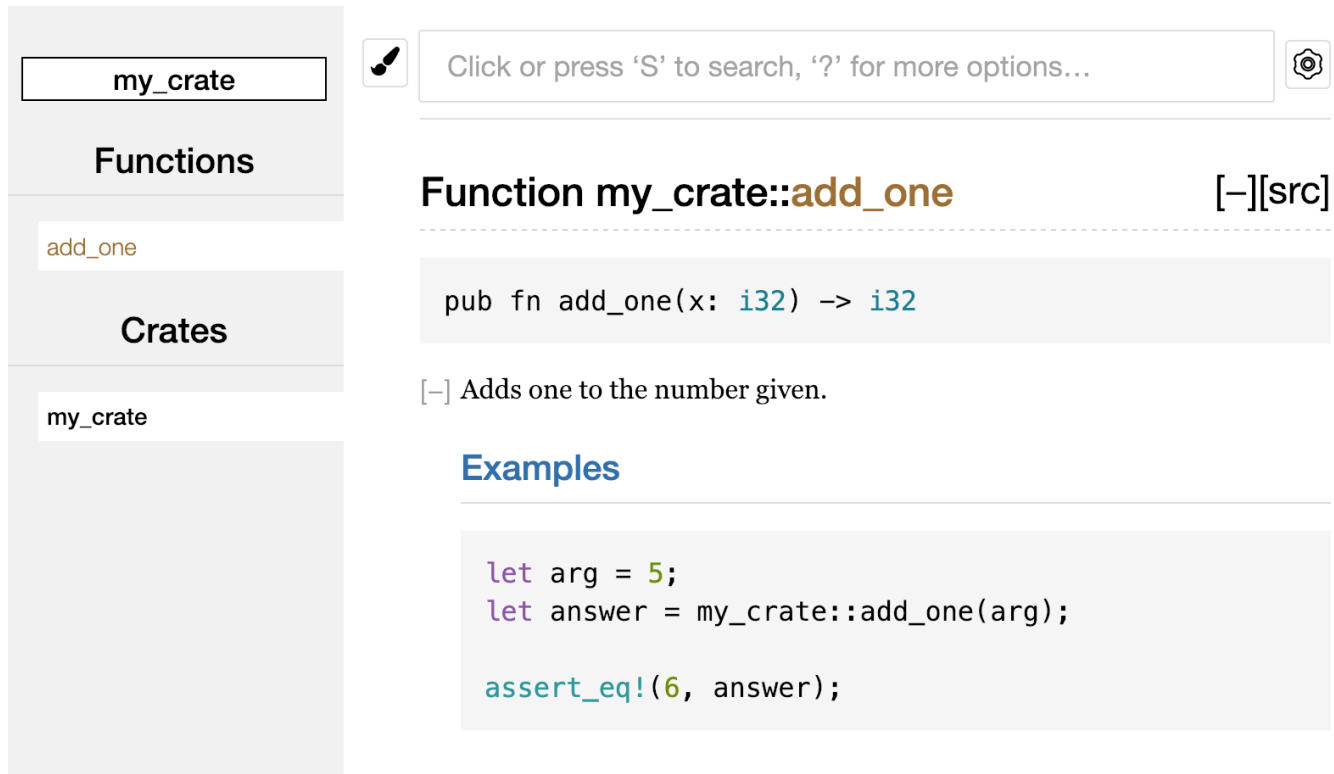 my_crate
Functions
add_one
Crates
my_crate
Click or press ‘S’ to search, ‘?’ for more options…
Function my_crate::add_one [−][src]
pub fn add_one(x: i32) -> i32
[−] Adds one to the number given.
Examples
let arg = 5;
let answer = my_crate::add_one(arg);
assert_eq!(6, answer);